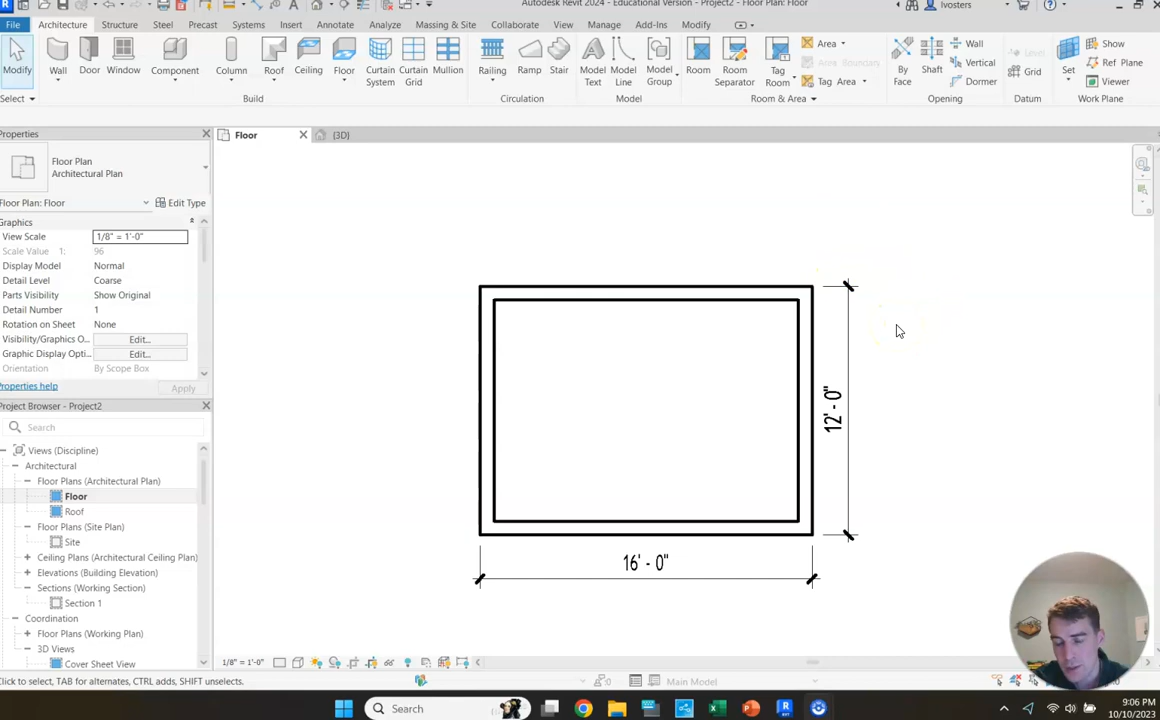 Autodesk Revit 2024 - Educational Version - Project2 - Floor Plan: Floor
lvosters
File Architecture Structure Steel Precast Systems Insert Annotate Analyze Massing & Site Collaborate View Manage Add-Ins Modify
Modify Wall Door Window Component Column Roof Ceiling Floor Curtain System Curtain Grid Mullion Railing Ramp Stair Model Text Model Line Model Group Room Room Separator Tag Room Area Area Boundary Tag Area By Face Shaft Wall Vertical Dormer Level Grid Set Show Ref Plane Viewer
Select Build Circulation Model Room & Area Opening Datum Work Plane
Properties
Floor
(3D)
Floor Plan
Architectural Plan
Floor Plan: Floor
Edit Type
Graphics
View Scale 1/8" = 1'-0"
Scale Value 1: 96
Display Model Normal
Detail Level Coarse
Parts Visibility Show Original
Detail Number 1
Rotation on Sheet None
Visibility/Graphics O... Edit...
Graphic Display Opti... Edit...
Orientation By Scope Box
Properties help
Apply
Project Browser - Project2
Search
Views (Discipline)
Architectural
Floor Plans (Architectural Plan)
Floor
Roof
Floor Plans (Site Plan)
Site
Ceiling Plans (Architectural Ceiling Plan)
Elevations (Building Elevation)
Sections (Working Section)
Section 1
Coordination
Floor Plans (Working Plan)
3D Views
Cover Sheet View
12' - 0"
16' - 0"
1/8" = 1'-0"
Click to select, TAB for alternates, CTRL adds, SHIFT unselects.
:0
Main Model
Search
9:06 PM
10/10/2023